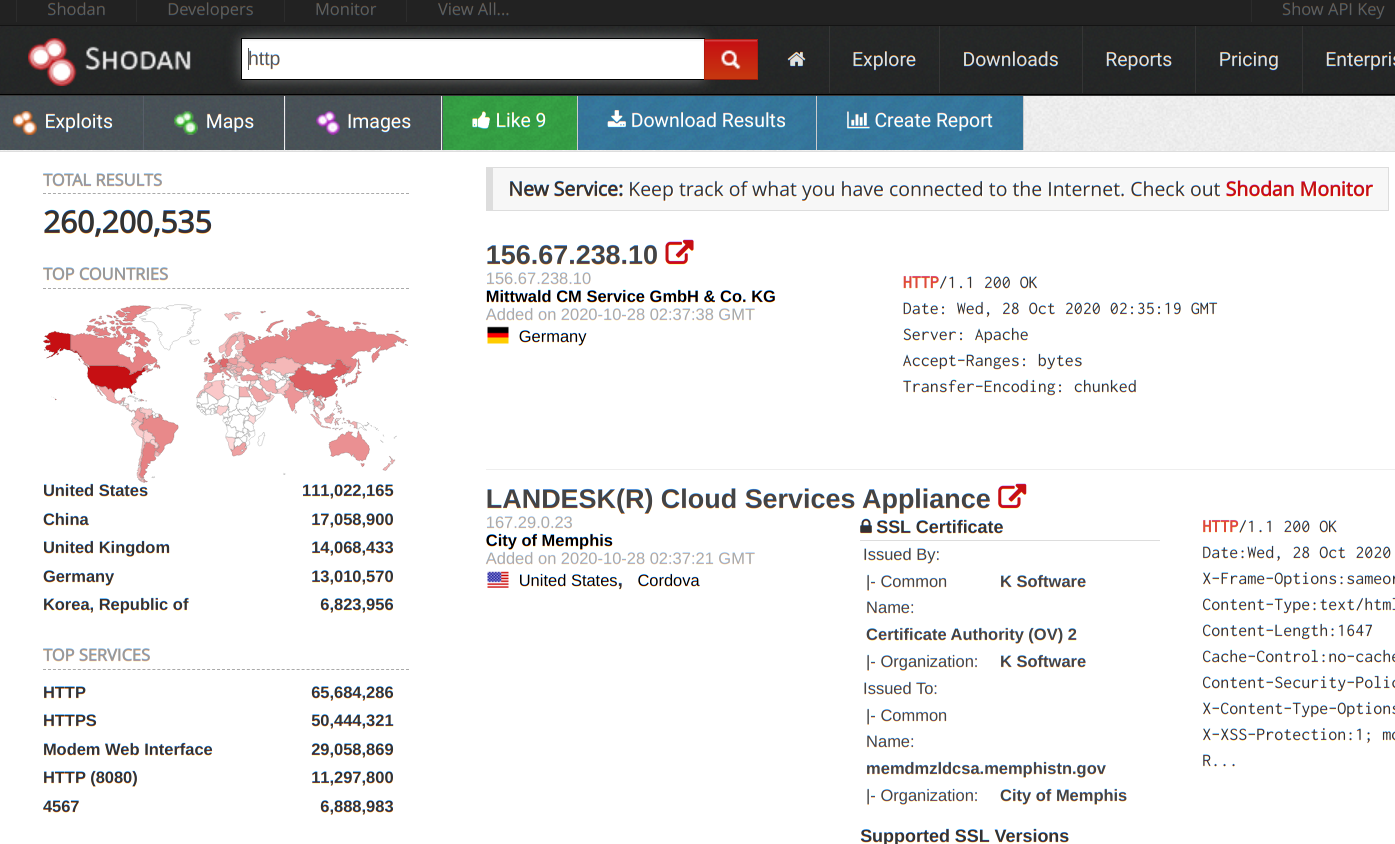 Shodan Developers Monitor View All... Show API Key
SHODAN http Explore Downloads Reports Pricing
Exploits Maps Images Like 9 Download Results Create Report
TOTAL RESULTS
260,200,535
TOP COUNTRIES
United States 111,022,165
China 17,058,900
United Kingdom 14,068,433
Germany 13,010,570
Korea, Republic of 6,823,956
TOP SERVICES
HTTP 65,684,286
HTTPS 50,444,321
Modem Web Interface 29,058,869
HTTP (8080) 11,297,800
4567 6,888,983
New Service: Keep track of what you have connected to the Internet. Check out Shodan Monitor
156.67.238.10
156.67.238.10
Mittwald CM Service GmbH & Co. KG
Added on 2020-10-28 02:37:38 GMT
Germany
HTTP/1.1 200 OK
Date: Wed, 28 Oct 2020 02:35:19 GMT
Server: Apache
Accept-Ranges: bytes
Transfer-Encoding: chunked
LANDESK(R) Cloud Services Appliance
167.29.0.23
City of Memphis
Added on 2020-10-28 02:37:21 GMT
United States, Cordova
SSL Certificate
Issued By:
|- Common K Software
Name:
Certificate Authority (OV) 2
|- Organization: K Software
Issued To:
|- Common
Name:
memdmzldcsa.memphistn.gov
|- Organization: City of Memphis
Supported SSL Versions
HTTP/1.1 200 OK
Date:Wed, 28 Oct 2020
X-Frame-Options:
Content-Type:text/html
Content-Length:1647
Cache-Control:no-cache
Content-Security-
X-Content-Type-Options
X-XSS-Protection:1;
R...